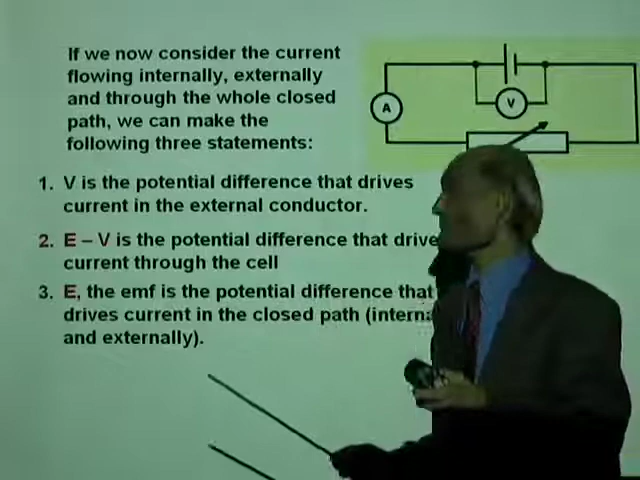 If we now consider the current
flowing internally, externally
and through the whole closed
path, we can make the
following three statements:
A
V
1. V is the potential difference that drives
current in the external conductor.
2. E – V is the potential difference that drive
current through the cell
3. E, the emf is the potential difference that
drives current in the closed path (interna
and externally).